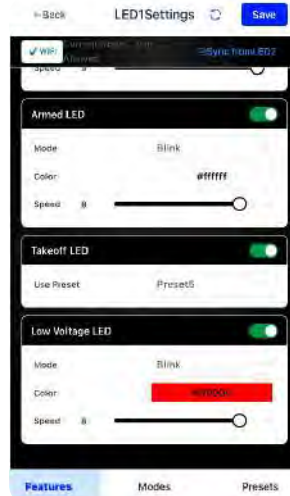 ←Back LED1Settings Save
✓ WIFI Sync from LED2
Speed 8
Armed LED
Mode Blink
Color #ffffff
Speed 8
Takeoff LED
Use Preset Preset5
Low Voltage LED
Mode Blink
Color
Speed 8
Features Modes Presets